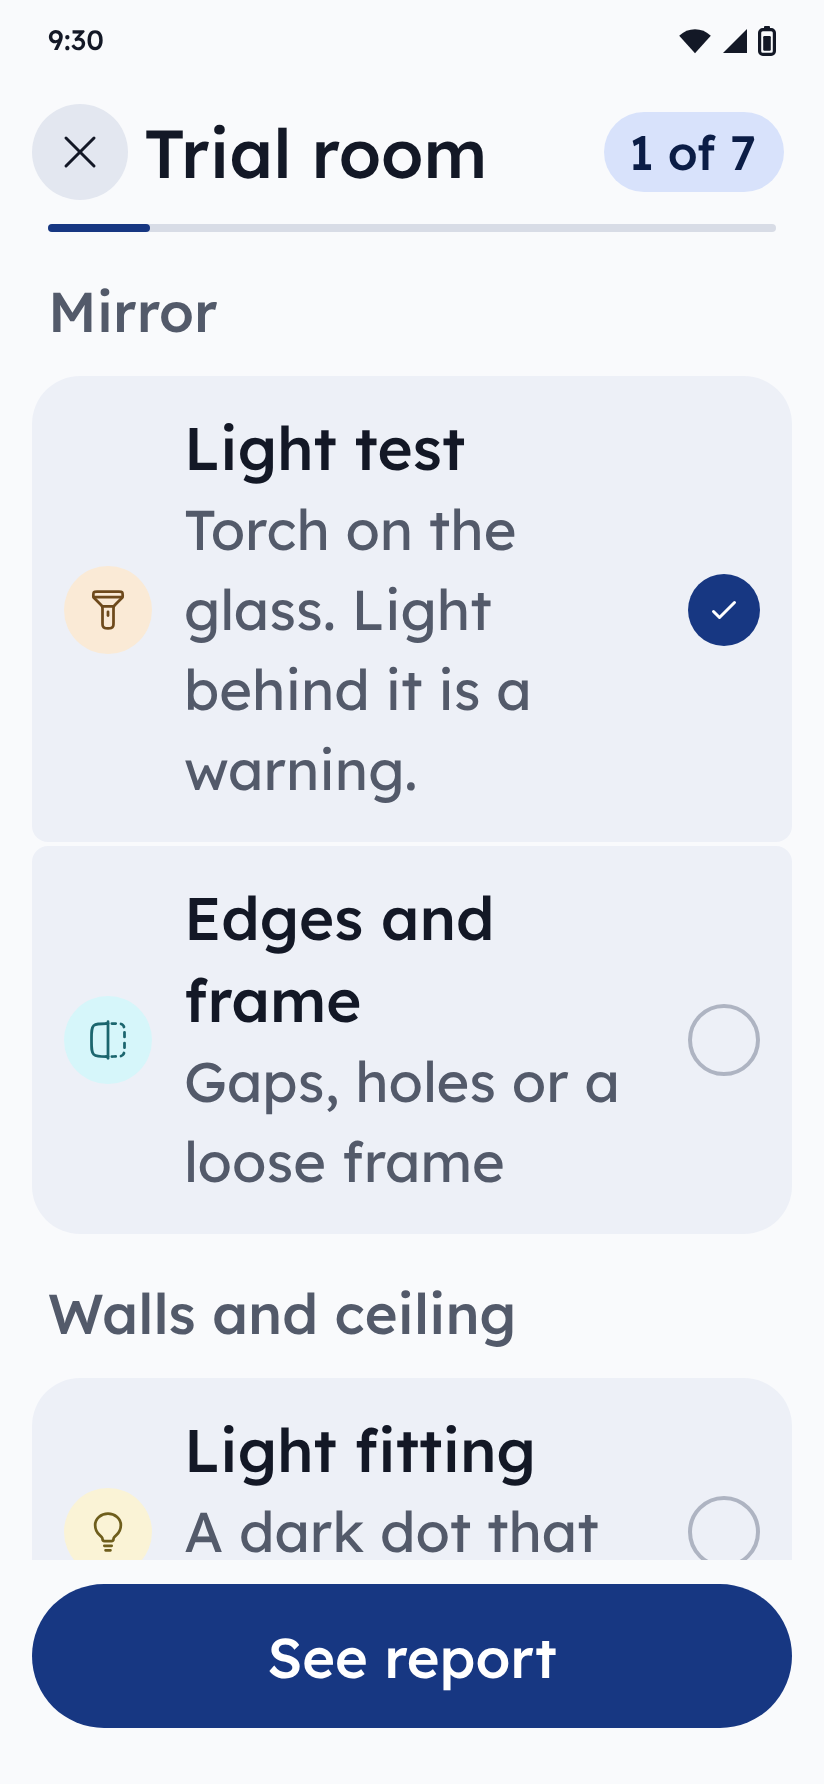 9:30
Trial room
1 of 7
Mirror
Light test
Torch on the
glass. Light
behind it is a
warning.
Edges and
frame
Gaps, holes or a
loose frame
Walls and ceiling
Light fitting
A dark dot that
See report